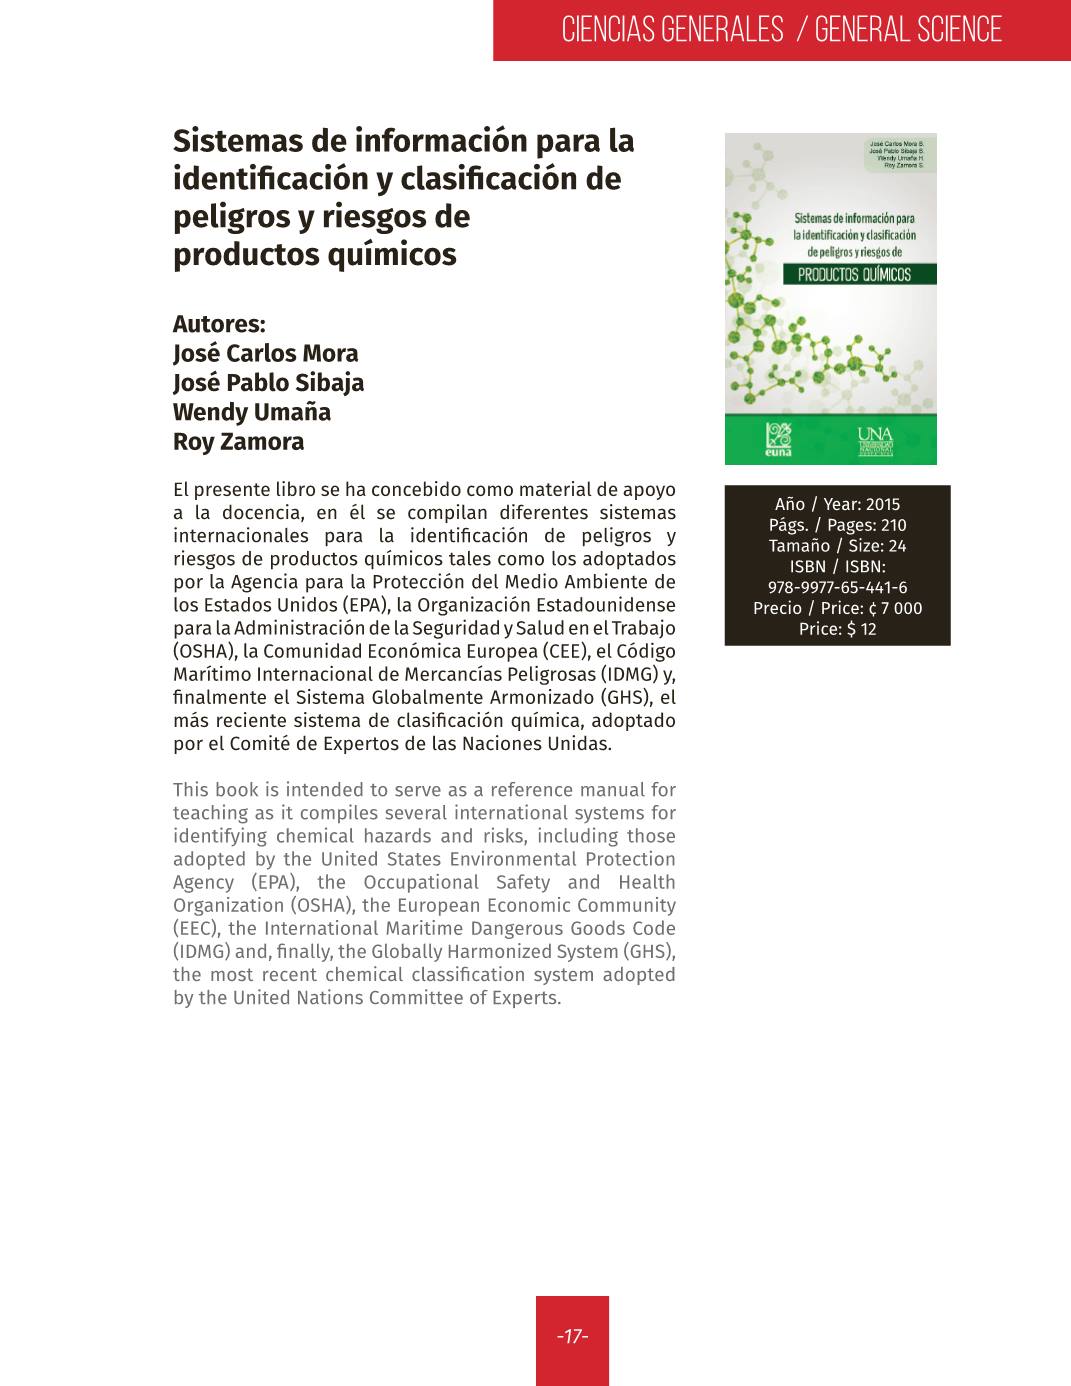 CIENCIAS GENERALES / GENERAL SCIENCE
Sistemas de información para la
identificación y clasificación de
peligros y riesgos de
productos químicos
Autores:
José Carlos Mora
José Pablo Sibaja
Wendy Umaña
Roy Zamora
El presente libro se ha concebido como material de apoyo
a la docencia, en él se compilan diferentes sistemas
internacionales para la identificación de peligros y
riesgos de productos químicos tales como los adoptados
por la Agencia para la Protección del Medio Ambiente de
los Estados Unidos (EPA), la Organización Estadounidense
para la Administración de la Seguridad y Salud en el Trabajo
(OSHA), la Comunidad Económica Europea (CEE), el Código
Marítimo Internacional de Mercancías Peligrosas (IDMG) y,
finalmente el Sistema Globalmente Armonizado (GHS), el
más reciente sistema de clasificación química, adoptado
por el Comité de Expertos de las Naciones Unidas.
This book is intended to serve as a reference manual for
teaching as it compiles several international systems for
identifying chemical hazards and risks, including those
adopted by the United States Environmental Protection
Agency (EPA), the Occupational Safety and Health
Organization (OSHA), the European Economic Community
(EEC), the International Maritime Dangerous Goods Code
(IDMG) and, finally, the Globally Harmonized System (GHS),
the most recent chemical classification system adopted
by the United Nations Committee of Experts.
José Carlos Mora B.
José Pablo Sibaja B.
Wendy Umaña H.
Roy Zamora S.
Sistemas de información para
la identificación y clasificación
de peligros y riesgos de
PRODUCTOS QUÍMICOS
euna
UNA
UNIVERSIDAD
NACIONAL
Año / Year: 2015
Págs. / Pages: 210
Tamaño / Size: 24
ISBN / ISBN:
978-9977-65-441-6
Precio / Price: ¢ 7 000
Price: $ 12
-17-